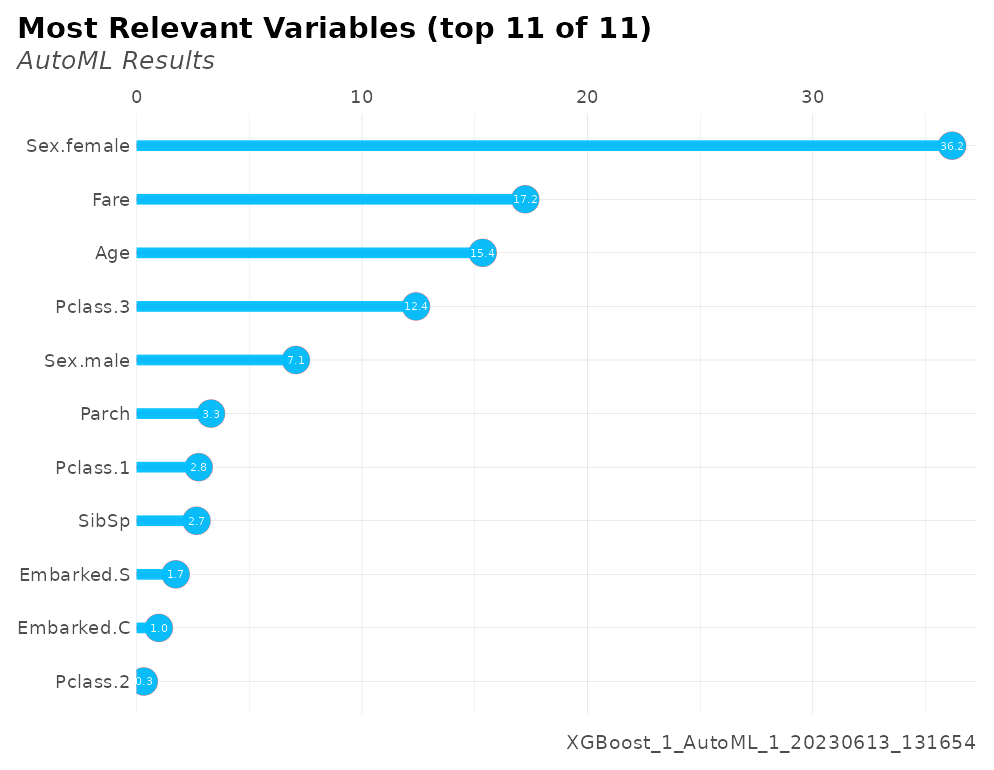 Most Relevant Variables (top 11 of 11)
AutoML Results
0 10 20 30
Sex.female 36.2
Fare 17.2
Age 15.4
Pclass.3 12.4
Sex.male 7.1
Parch 3.3
Pclass.1 2.8
SibSp 2.7
Embarked.S 1.7
Embarked.C 1.0
Pclass.2 0.3
XGBoost_1_AutoML_1_20230613_131654